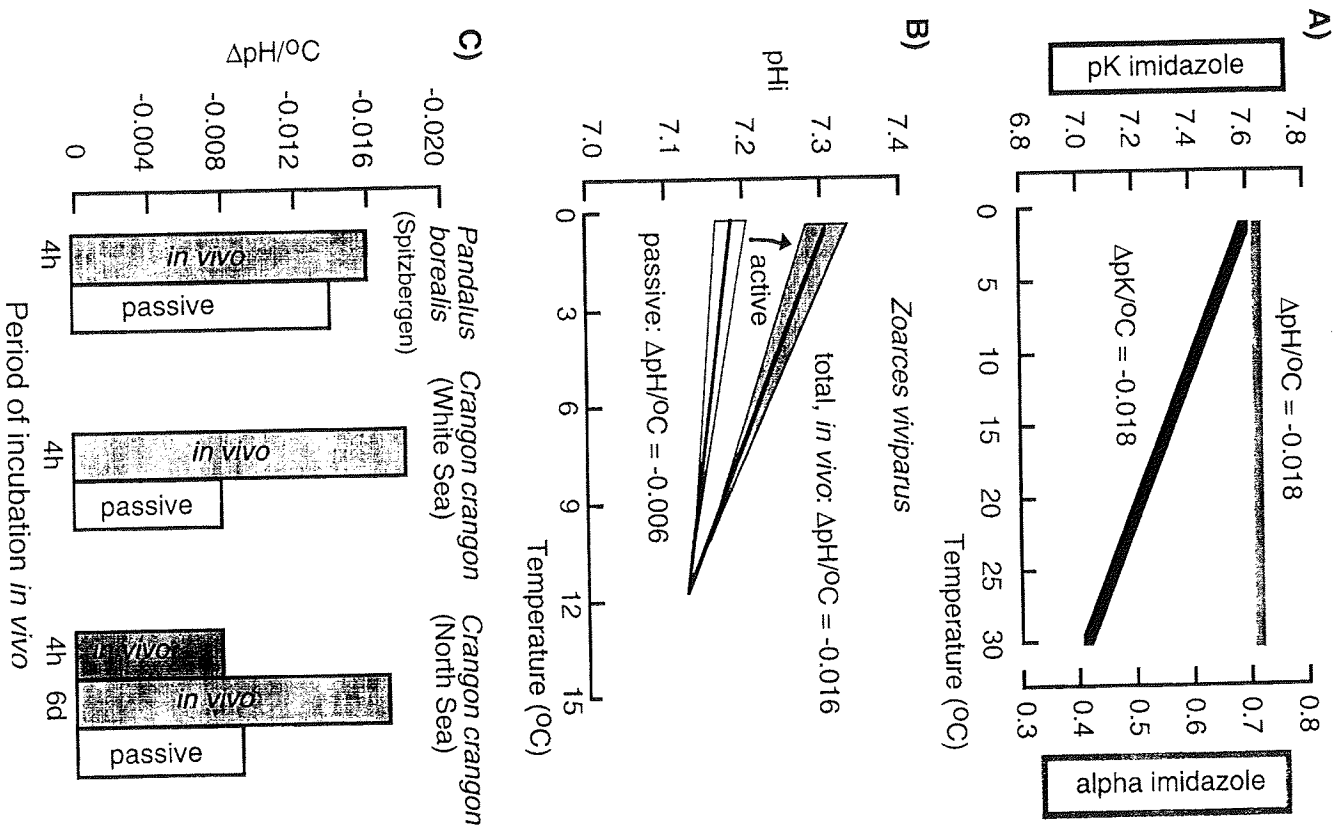 A)
pK imidazole
7.8
7.6
7.4
7.2
7.0
6.8
ΔpH/°C = -0.018
ΔpK/°C = -0.018
0
5
10
15
20
25
30
Temperature (°C)
0.8
0.7
0.6
0.5
0.4
0.3
alpha imidazole
B)
pHi
7.4
7.3
7.2
7.1
7.0
Zoarces viviparus
total, in vivo: ΔpH/°C = -0.016
active
passive: ΔpH/°C = -0.006
0
3
6
9
12
15
Temperature (°C)
C)
ΔpH/°C
-0.020
-0.016
-0.012
-0.008
-0.004
0
Pandalus
borealis
(Spitzbergen)
in vivo
passive
4h
Crangon crangon
(White Sea)
in vivo
passive
4h
Crangon crangon
(North Sea)
in vivo
in vivo
passive
4h
6d
Period of incubation in vivo